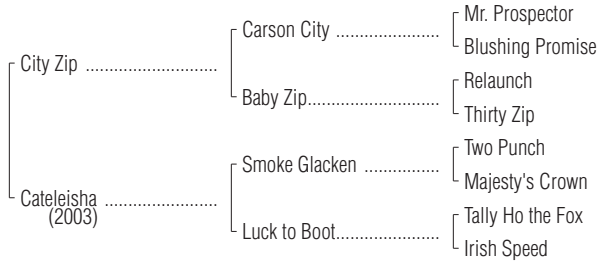 Mr. Prospector
Carson City ....................
Blushing Promise
City Zip .........................
Relaunch
Baby Zip.........................
Thirty Zip
Two Punch
Smoke Glacken ...............
Majesty's Crown
Cateleisha .....................
(2003)
Tally Ho the Fox
Luck to Boot....................
Irish Speed